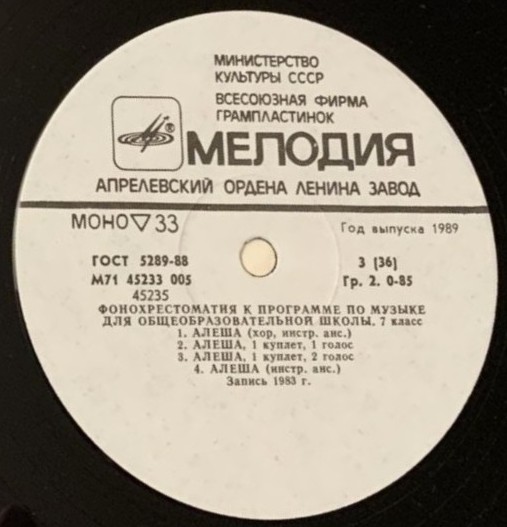 МИНИСТЕРСТВО
КУЛЬТУРЫ СССР
ВСЕСОЮЗНАЯ ФИРМА
ГРАМПЛАСТИНОК
®
МЕЛОДИЯ
АПРЕЛЕВСКИЙ ОРДЕНА ЛЕНИНА ЗАВОД
МОНО ▽ 33
Год выпуска 1989
ГОСТ 5289-88
3 (36)
М71 45233 005
Гр. 2. 0-85
45235
ФОНОХРЕСТОМАТИЯ К ПРОГРАММЕ ПО МУЗЫКЕ
ДЛЯ ОБЩЕОБРАЗОВАТЕЛЬНОЙ ШКОЛЫ. 7 класс
1. АЛЕША (хор, инстр. анс.)
2. АЛЕША, 1 куплет, 1 голос
3. АЛЕША, 1 куплет, 2 голос
4. АЛЕША (инстр. анс.)
Запись 1983 г.